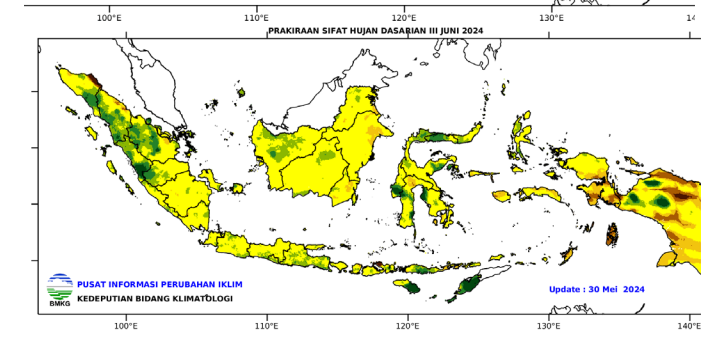 100°E 110°E 120°E 130°E 14
PRAKIRAAN SIFAT HUJAN DASARIAN III JUNI 2024
PUSAT INFORMASI PERUBAHAN IKLIM
KEDEPUTIAN BIDANG KLIMATOLOGI
BMKG
Update : 30 Mei 2024
100°E 110°E 120°E 130°E 140°E